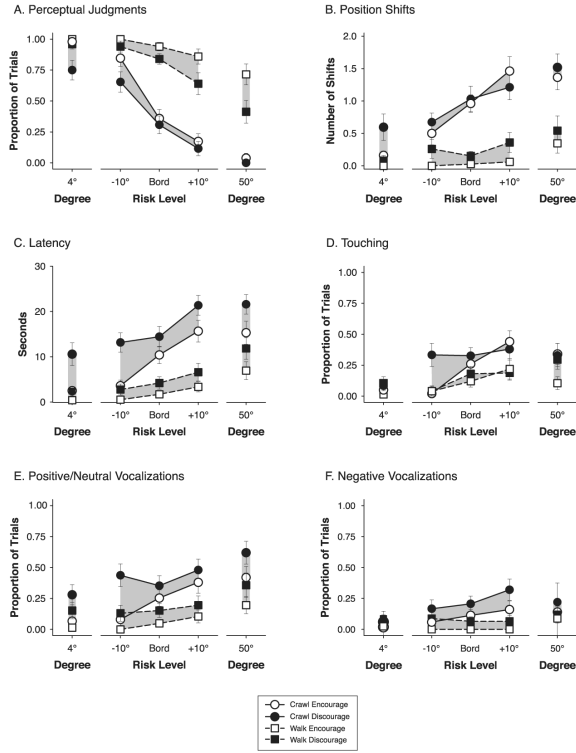 A. Perceptual Judgments
Proportion of Trials
1.00
0.75
0.50
0.25
0.00
4°
-10°
Bord
+10°
50°
Degree
Risk Level
Degree
B. Position Shifts
Number of Shifts
2.0
1.5
1.0
0.5
0.0
4°
-10°
Bord
+10°
50°
Degree
Risk Level
Degree
C. Latency
Seconds
30
20
10
0
4°
-10°
Bord
+10°
50°
Degree
Risk Level
Degree
D. Touching
Proportion of Trials
1.00
0.75
0.50
0.25
0.00
4°
-10°
Bord
+10°
50°
Degree
Risk Level
Degree
E. Positive/Neutral Vocalizations
Proportion of Trials
1.00
0.75
0.50
0.25
0.00
4°
-10°
Bord
+10°
50°
Degree
Risk Level
Degree
F. Negative Vocalizations
Proportion of Trials
1.00
0.75
0.50
0.25
0.00
4°
-10°
Bord
+10°
50°
Degree
Risk Level
Degree
Crawl Encourage
Crawl Discourage
Walk Encourage
Walk Discourage